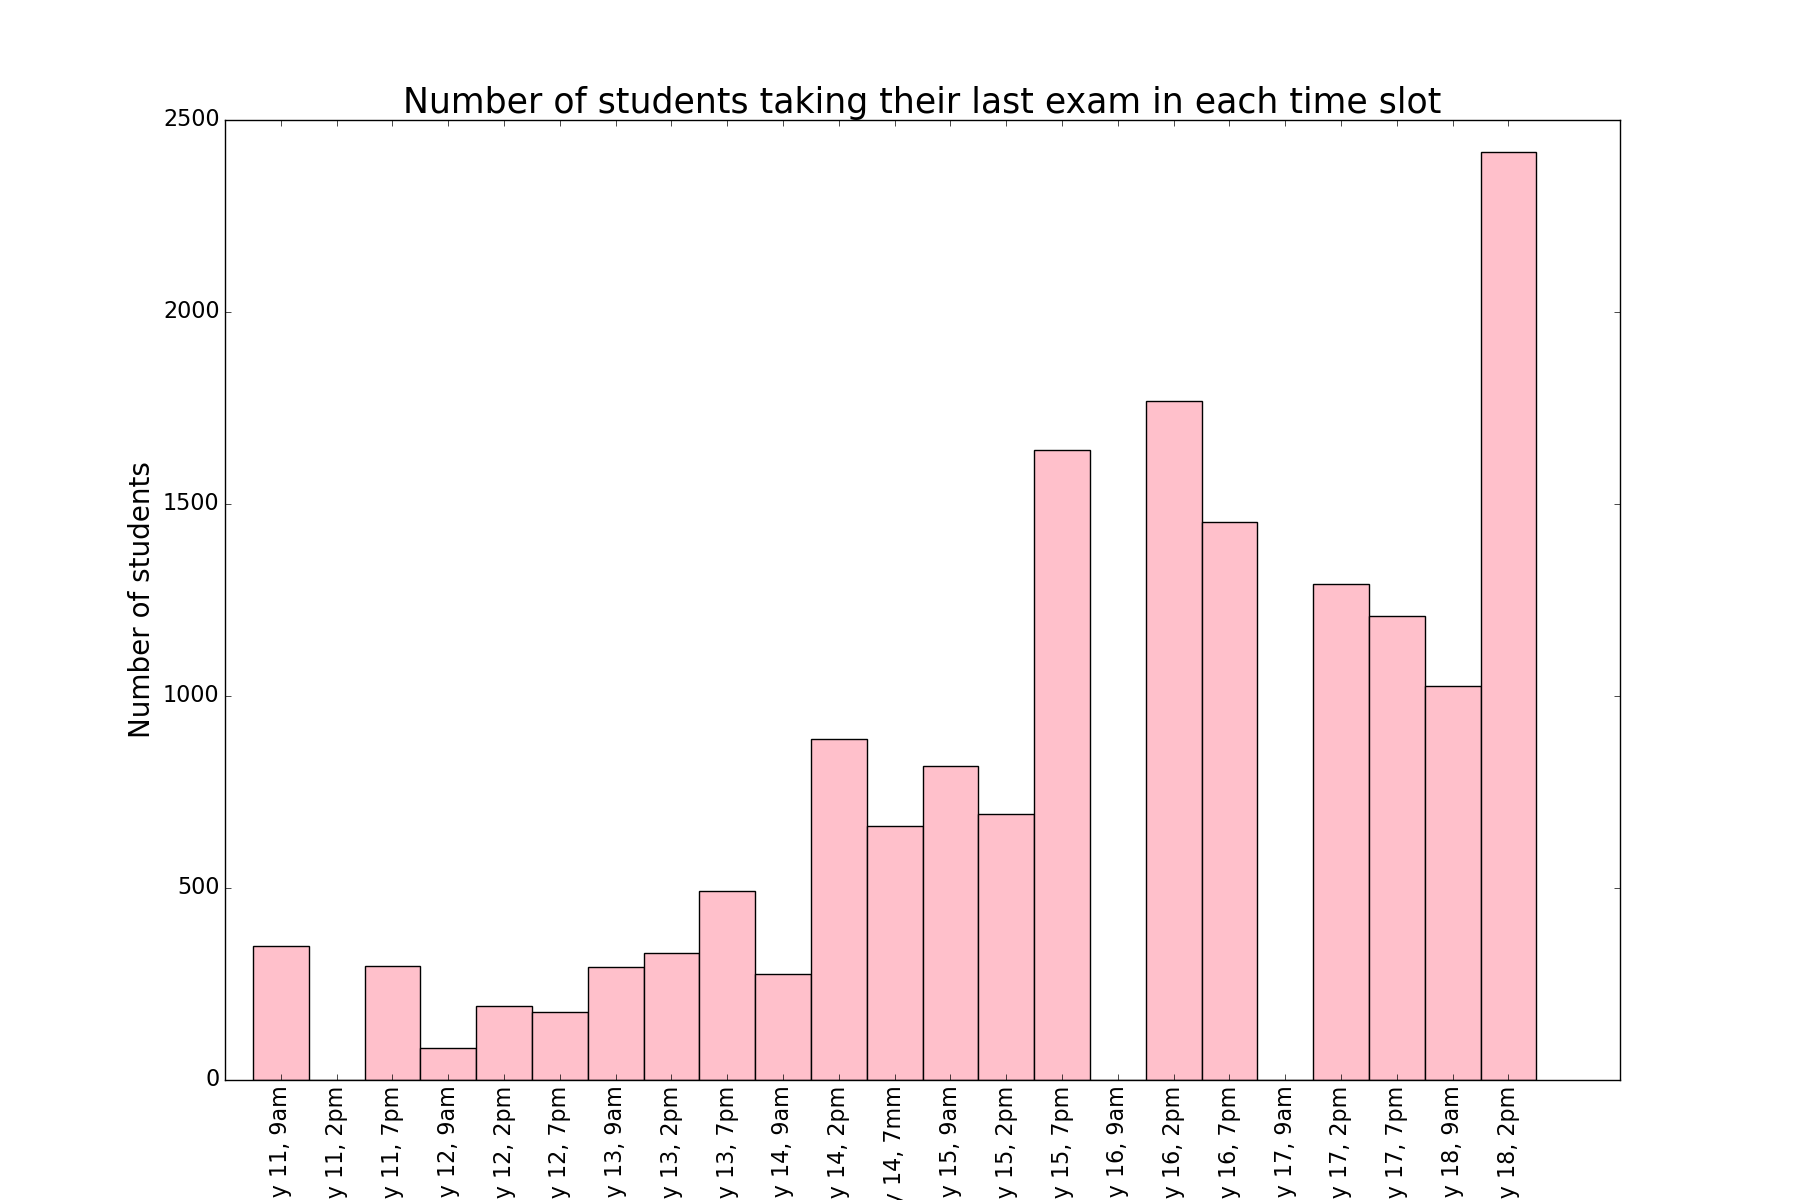 Number of students taking their last exam in each time slot
Number of students
2500
2000
1500
1000
500
0
y 11, 9am
y 11, 2pm
y 11, 7pm
y 12, 9am
y 12, 2pm
y 12, 7pm
y 13, 9am
y 13, 2pm
y 13, 7pm
y 14, 9am
y 14, 2pm
y 14, 7mm
y 15, 9am
y 15, 2pm
y 15, 7pm
y 16, 9am
y 16, 2pm
y 16, 7pm
y 17, 9am
y 17, 2pm
y 17, 7pm
y 18, 9am
y 18, 2pm